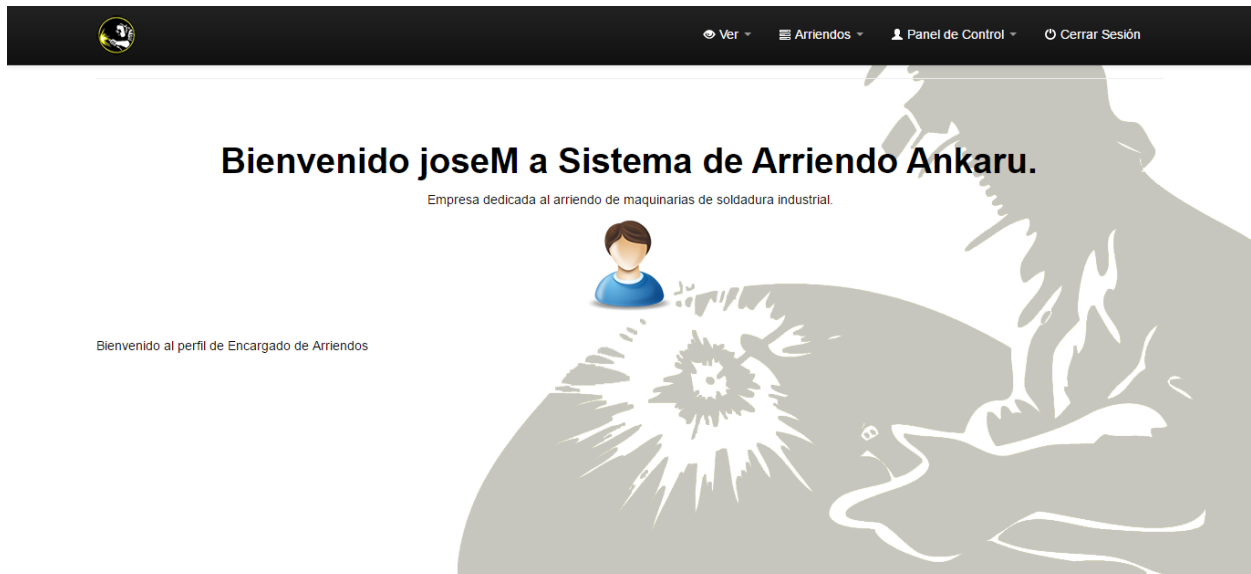 Ver
Arriendos
Panel de Control
Cerrar Sesión
Bienvenido joseM a Sistema de Arriendo Ankaru.
Empresa dedicada al arriendo de maquinarias de soldadura industrial.
Bienvenido al perfil de Encargado de Arriendos